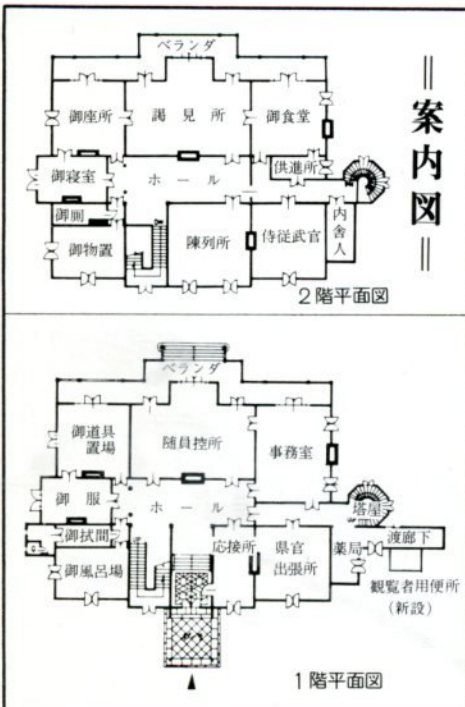 ＝案内図＝
ベランダ
御座所
謁見所
御食堂
供進所
御寝室
ホール
御厠
御物置
陳列所
侍従武官
内舎人
2階平面図
ベランダ
御道具
置場
随員控所
事務室
塔屋
御服
ホール
御拭間
応接所
県官
出張所
薬局
渡廊下
御風呂場
観覧者用便所
(新設)
1階平面図